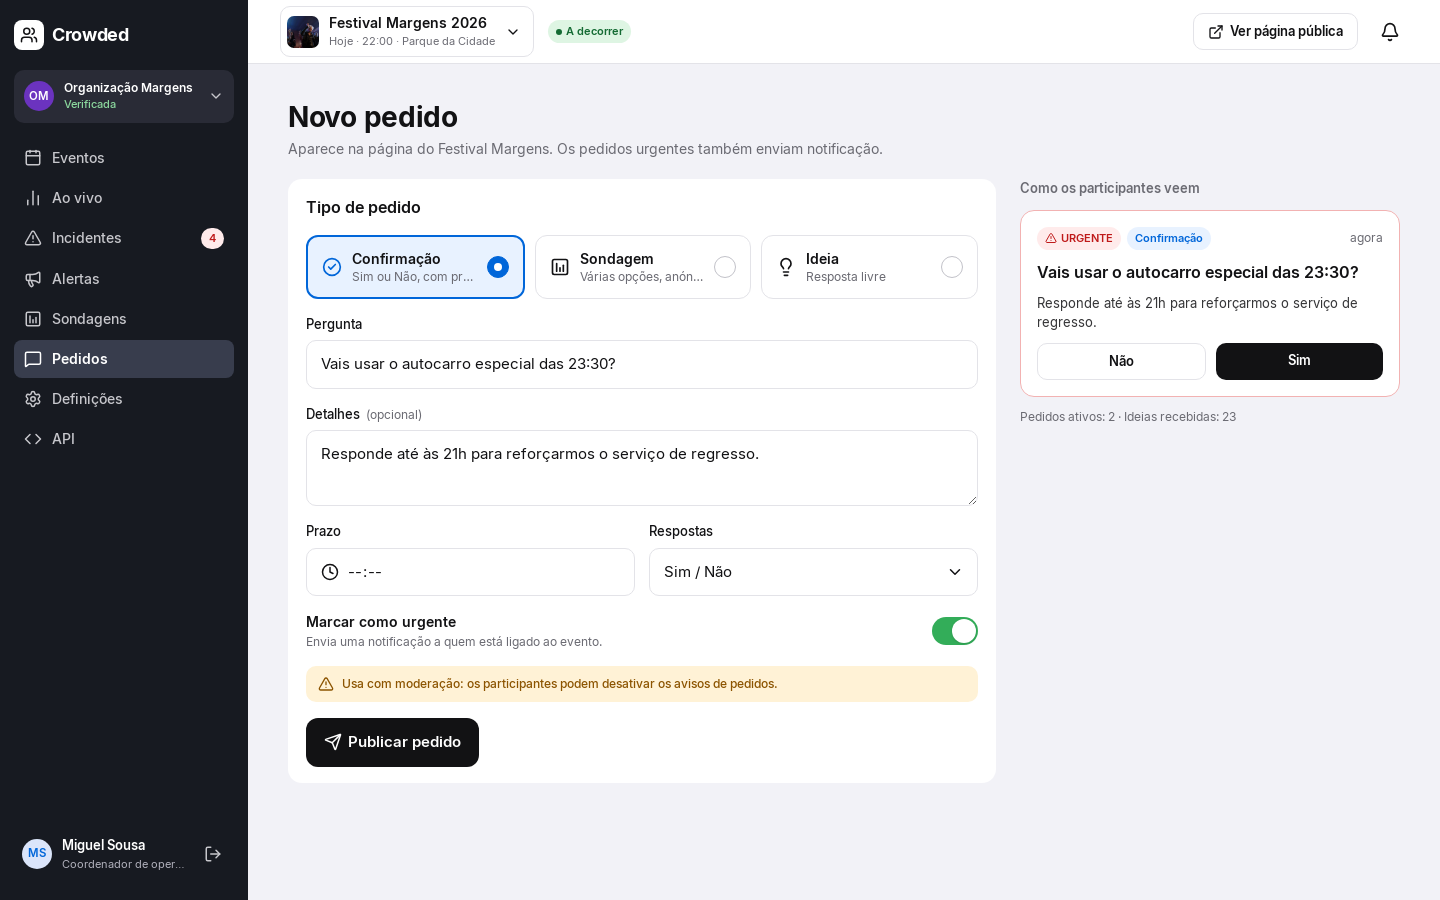 Crowded
OM
Organização Margens
Verificada
Eventos
Ao vivo
Incidentes
4
Alertas
Sondagens
Pedidos
Definições
API
MS
Miguel Sousa
Coordenador de oper...
Festival Margens 2026
Hoje · 22:00 · Parque da Cidade
A decorrer
Ver página pública
Novo pedido
Aparece na página do Festival Margens. Os pedidos urgentes também enviam notificação.
Tipo de pedido
Confirmação
Sim ou Não, com pr...
Sondagem
Várias opções, anón...
Ideia
Resposta livre
Pergunta
Vais usar o autocarro especial das 23:30?
Detalhes (opcional)
Responde até às 21h para reforçarmos o serviço de regresso.
Prazo
--:--
Respostas
Sim / Não
Marcar como urgente
Envia uma notificação a quem está ligado ao evento.
Usa com moderação: os participantes podem desativar os avisos de pedidos.
Publicar pedido
Como os participantes veem
URGENTE
Confirmação
agora
Vais usar o autocarro especial das 23:30?
Responde até às 21h para reforçarmos o serviço de
regresso.
Não
Sim
Pedidos ativos: 2 · Ideias recebidas: 23